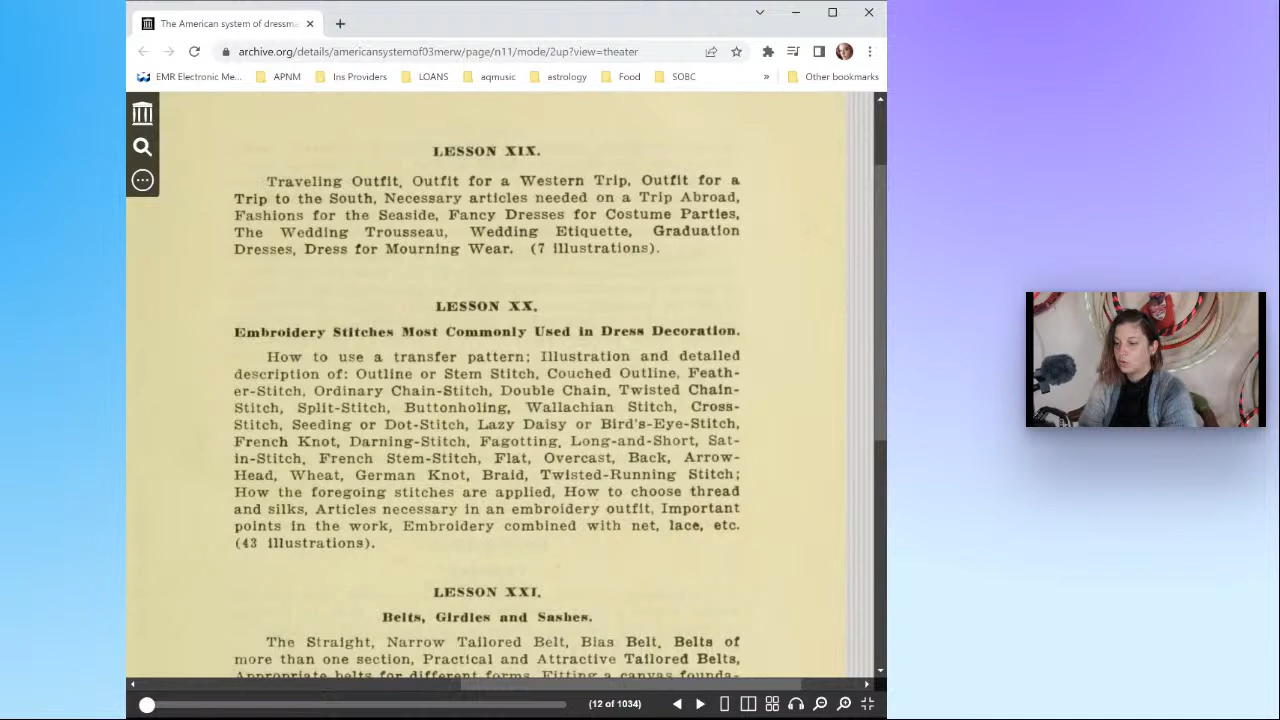 The American system of dressma
archive.org/details/americansystemof03merw/page/n11/mode/2up?view=theater
EMR Electronic Me... APNM Ins Providers LOANS aqmusic astrology Food SOBC » Other bookmarks
LESSON XIX.
Traveling Outfit, Outfit for a Western Trip, Outfit for a
Trip to the South, Necessary articles needed on a Trip Abroad,
Fashions for the Seaside, Fancy Dresses for Costume Parties,
The Wedding Trousseau, Wedding Etiquette, Graduation
Dresses, Dress for Mourning Wear. (7 illustrations).
LESSON XX.
Embroidery Stitches Most Commonly Used in Dress Decoration.
How to use a transfer pattern; Illustration and detailed
description of: Outline or Stem Stitch, Couched Outline, Feath-
er-Stitch, Ordinary Chain-Stitch, Double Chain, Twisted Chain-
Stitch, Split-Stitch, Buttonholing, Wallachian Stitch, Cross-
Stitch, Seeding or Dot-Stitch, Lazy Daisy or Bird's-Eye-Stitch,
French Knot, Darning-Stitch, Fagotting, Long-and-Short, Sat-
in-Stitch, French Stem-Stitch, Flat, Overcast, Back, Arrow-
Head, Wheat, German Knot, Braid, Twisted-Running Stitch;
How the foregoing stitches are applied, How to choose thread
and silks, Articles necessary in an embroidery outfit, Important
points in the work, Embroidery combined with net, lace, etc.
(43 illustrations).
LESSON XXI.
Belts, Girdles and Sashes.
The Straight, Narrow Tailored Belt, Bias Belt, Belts of
more than one section, Practical and Attractive Tailored Belts,
Appropriate belts for different forms, Fitting a canvas founda-
(12 of 1034)